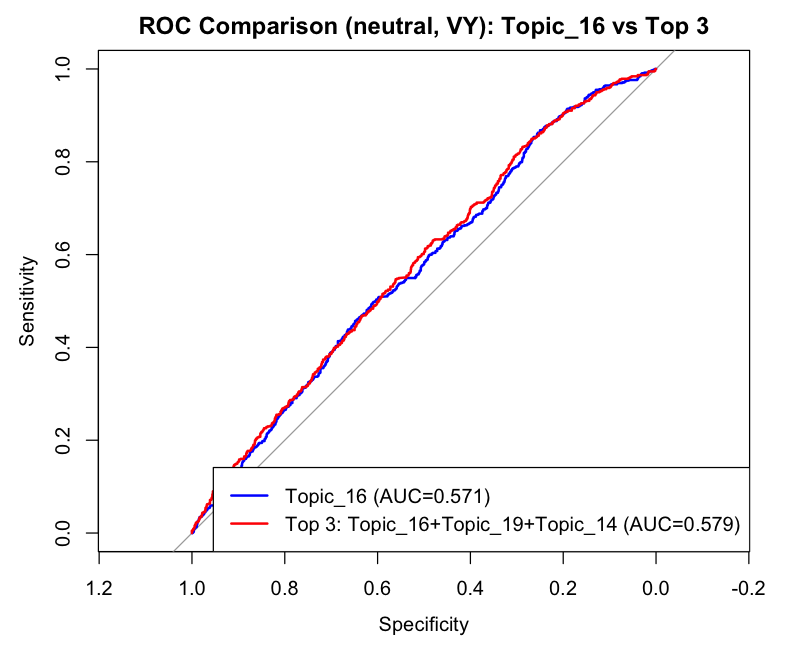 ROC Comparison (neutral, VY): Topic_16 vs Top 3
Sensitivity
1.0
0.8
0.6
0.4
0.2
0.0
Topic_16 (AUC=0.571)
Top 3: Topic_16+Topic_19+Topic_14 (AUC=0.579)
1.2 1.0 0.8 0.6 0.4 0.2 0.0 -0.2
Specificity